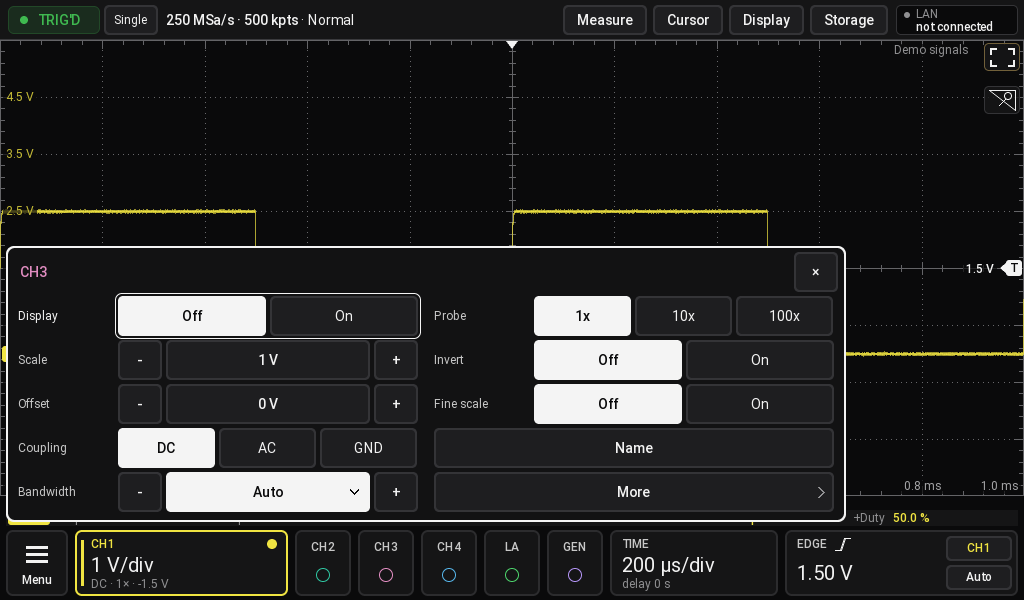 TRIG'D
Single
250 MSa/s · 500 kpts · Normal
Measure
Cursor
Display
Storage
LAN
not connected
Demo signals
4.5 V
3.5 V
2.5 V
1.5 V
T
CH3
×
Display
Off
On
Probe
1x
10x
100x
Scale
-
1 V
+
Invert
Off
On
Offset
-
0 V
+
Fine scale
Off
On
Coupling
DC
AC
GND
Name
Bandwidth
-
Auto
+
More
0.8 ms
1.0 ms
+Duty 50.0 %
Menu
CH1
1 V/div
DC · 1× · -1.5 V
CH2
CH3
CH4
LA
GEN
TIME
200 µs/div
delay 0 s
EDGE
1.50 V
CH1
Auto